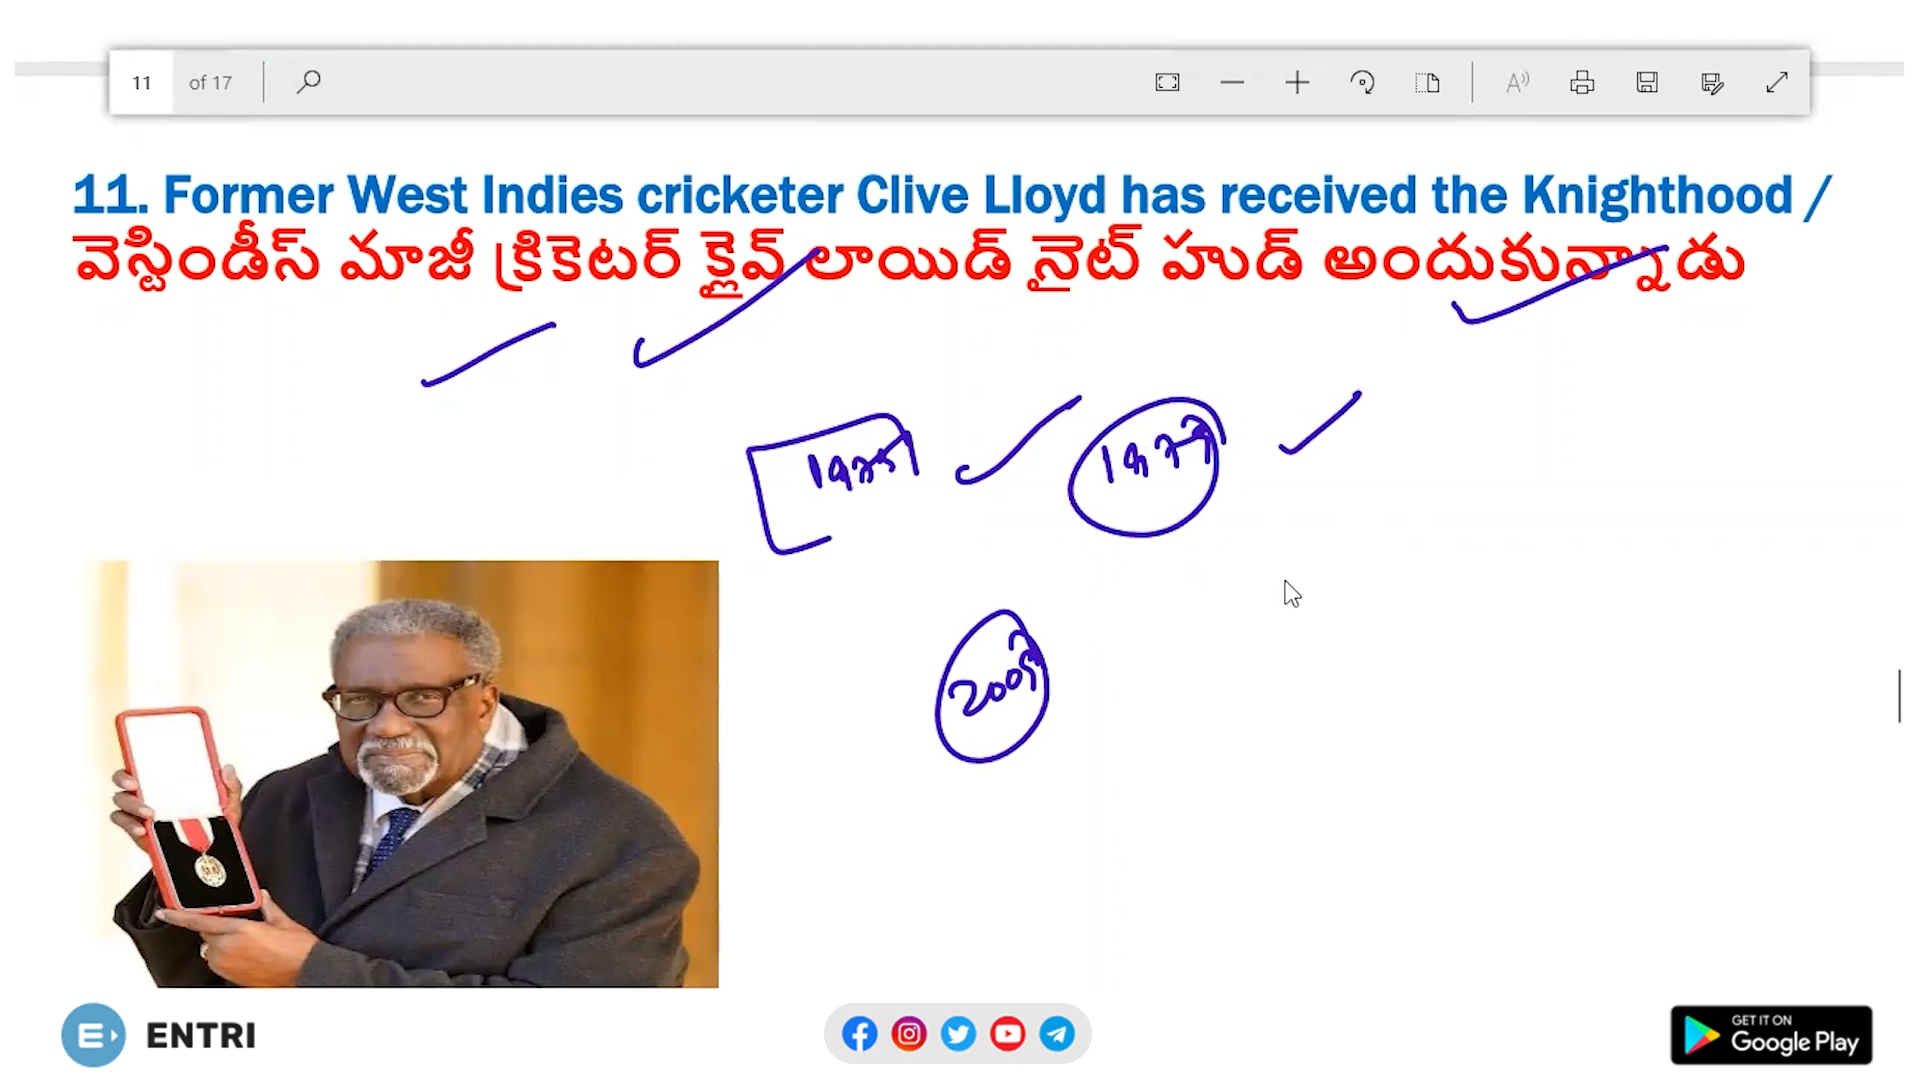 11 of 17
11. Former West Indies cricketer Clive Lloyd has received the Knighthood /
వెస్టిండీస్ మాజీ క్రికెటర్ క్లైవ్ లాయిడ్ నైట్ హుడ్ అందుకున్నాడు
ENTRI
GET IT ON
Google Play